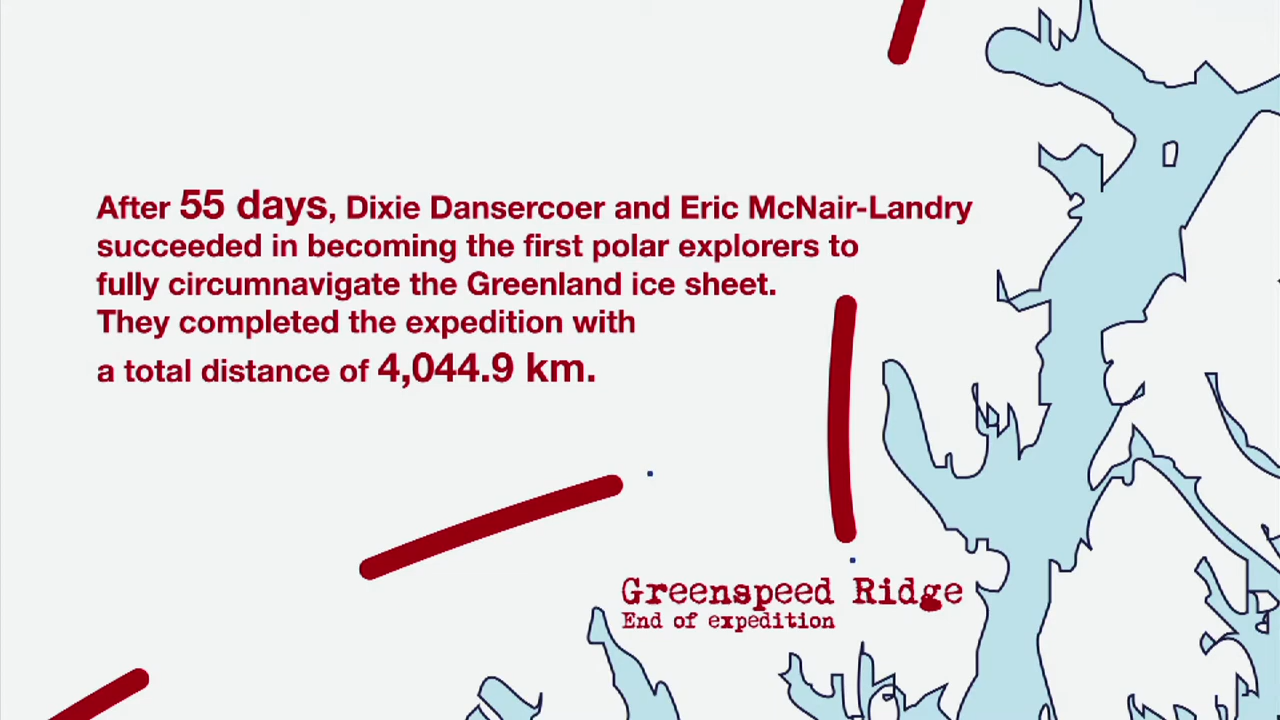 After 55 days, Dixie Dansercoer and Eric McNair-Landry
succeeded in becoming the first polar explorers to
fully circumnavigate the Greenland ice sheet.
They completed the expedition with
a total distance of 4,044.9 km.
Greenspeed Ridge
End of expedition